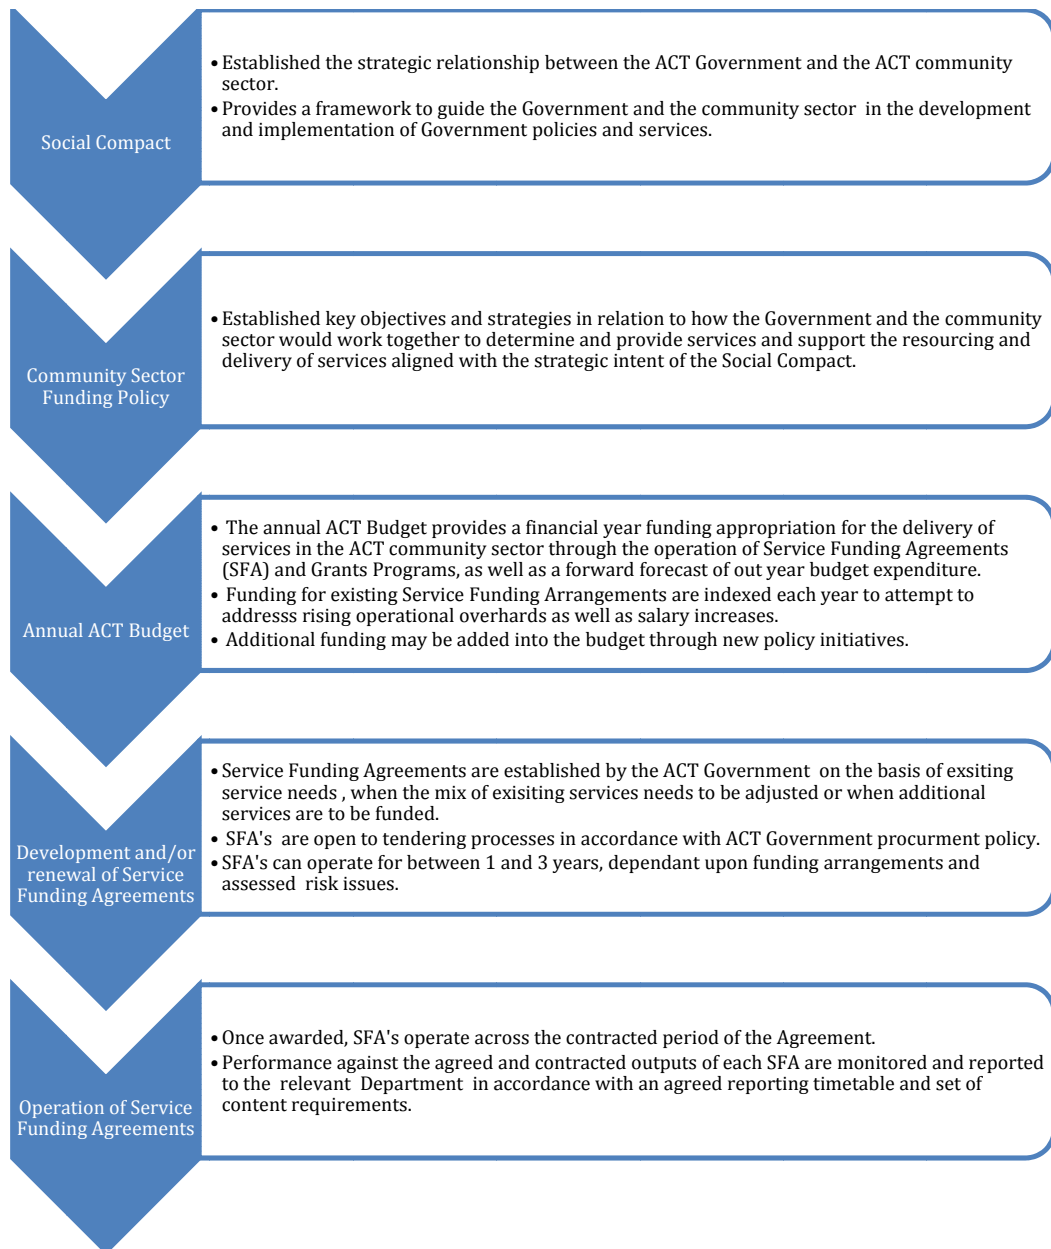 Social Compact
• Established the strategic relationship between the ACT Government and the ACT community
sector.
• Provides a framework to guide the Government and the community sector in the development
and implementation of Government policies and services.
Community Sector
Funding Policy
• Established key objectives and strategies in relation to how the Government and the community
sector would work together to determine and provide services and support the resourcing and
delivery of services aligned with the strategic intent of the Social Compact.
Annual ACT Budget
• The annual ACT Budget provides a financial year funding appropriation for the delivery of
services in the ACT community sector through the operation of Service Funding Agreements
(SFA) and Grants Programs, as well as a forward forecast of out year budget expenditure.
• Funding for existing Service Funding Arrangements are indexed each year to attempt to
addresss rising operational overhards as well as salary increases.
• Additional funding may be added into the budget through new policy initiatives.
Development and/or
renewal of Service
Funding Agreements
• Service Funding Agreements are established by the ACT Government on the basis of exsiting
service needs , when the mix of exisiting services needs to be adjusted or when additional
services are to be funded.
• SFA's are open to tendering processes in accordance with ACT Government procurment policy.
• SFA's can operate for between 1 and 3 years, dependant upon funding arrangements and
assessed risk issues.
Operation of Service
Funding Agreements
• Once awarded, SFA's operate across the contracted period of the Agreement.
• Performance against the agreed and contracted outputs of each SFA are monitored and reported
to the relevant Department in accordance with an agreed reporting timetable and set of
content requirements.